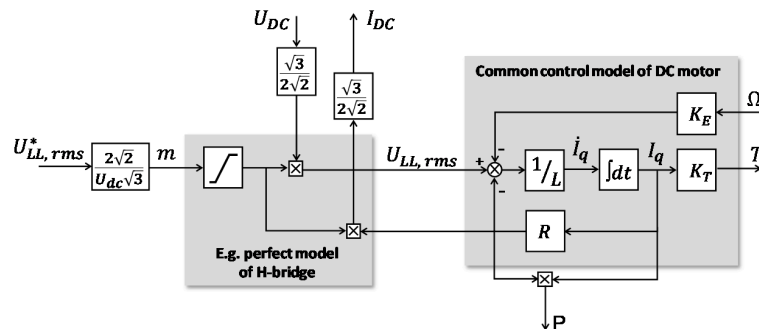 U_DC
I_DC
√3 / 2√2
√3 / 2√2
Common control model of DC motor
Ω
K_E
U*_LL,rms
2√2 / U_dc√3
m
U_LL,rms
-
+
-
1/L
İ_q
∫dt
I_q
K_T
T
R
E.g. perfect model
of H-bridge
P